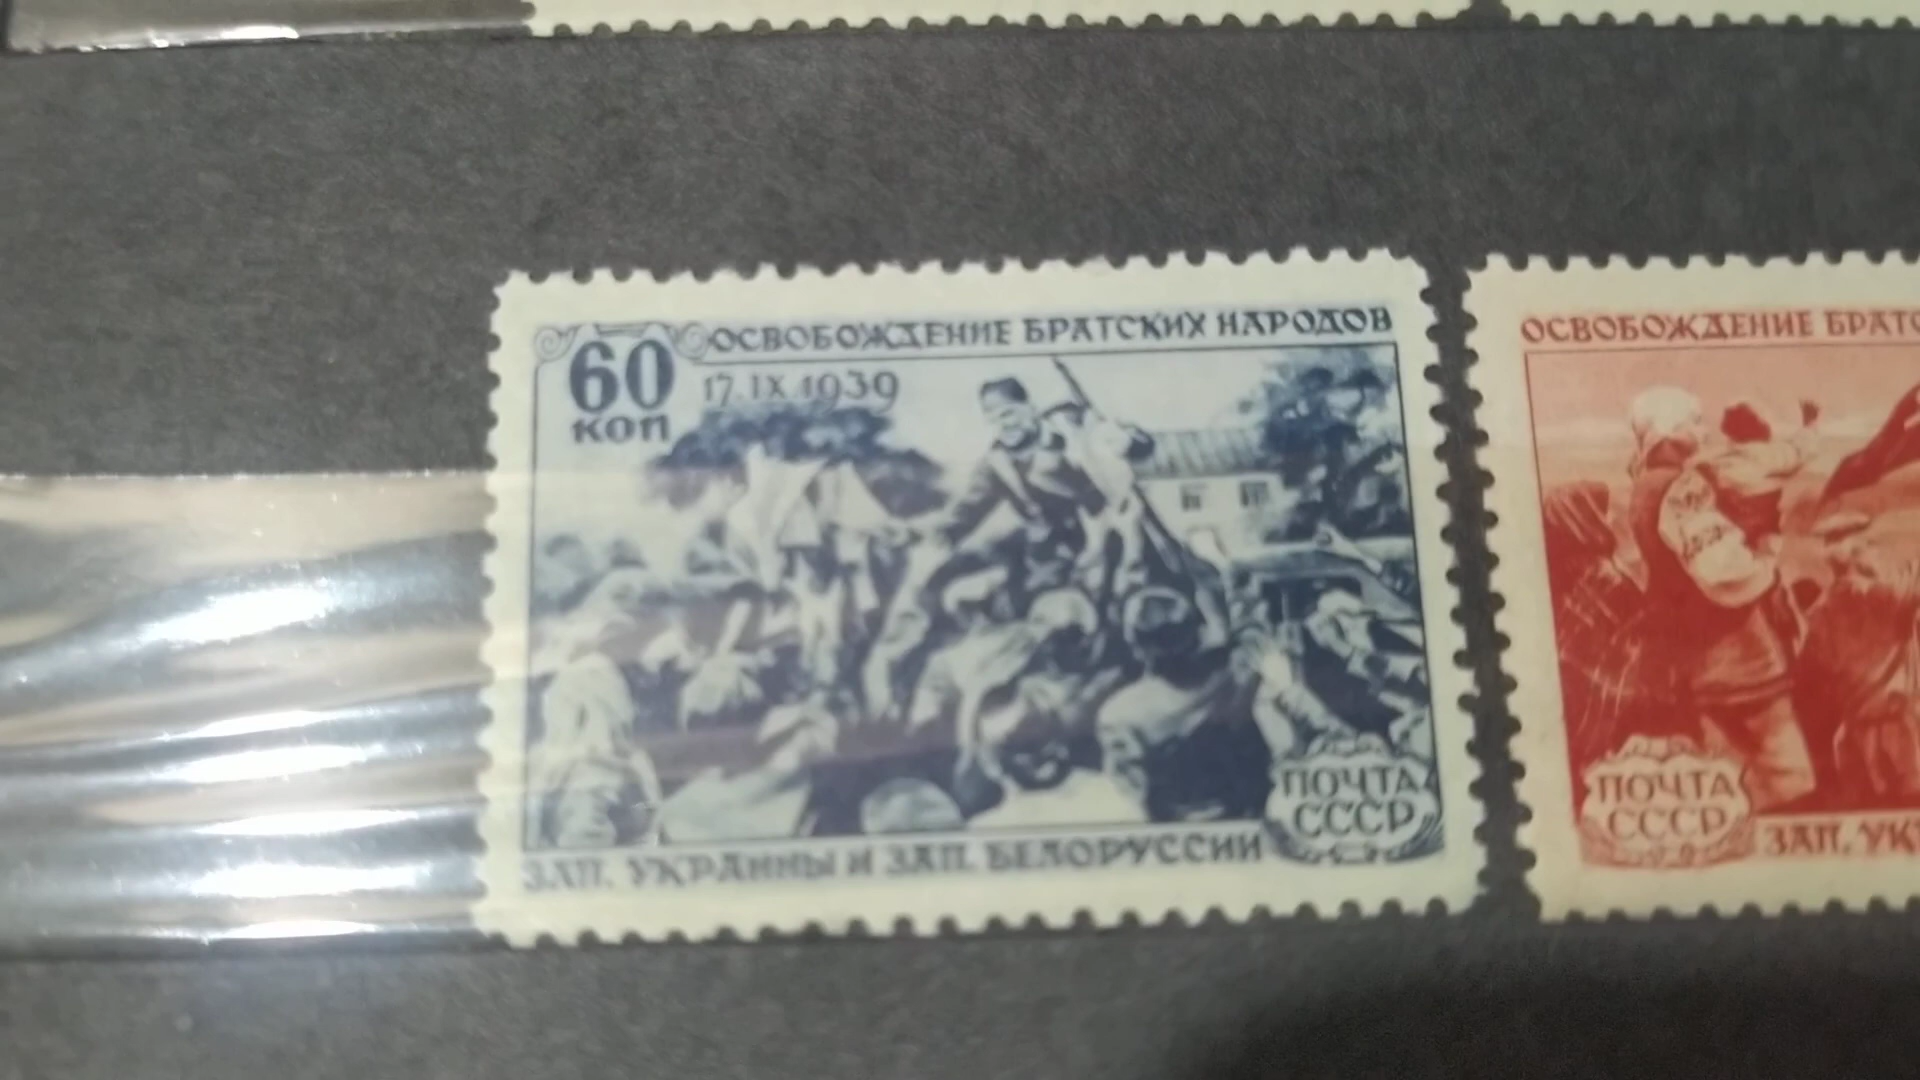 60
коп
ОСВОБОЖДЕНИЕ БРАТСКИХ НАРОДОВ
17.IX.1939
ПОЧТА
СССР
ЗАП. УКРАИНЫ И ЗАП. БЕЛОРУССИИ
ОСВОБОЖДЕНИЕ БРАТС
ПОЧТА
СССР
ЗАП. УК